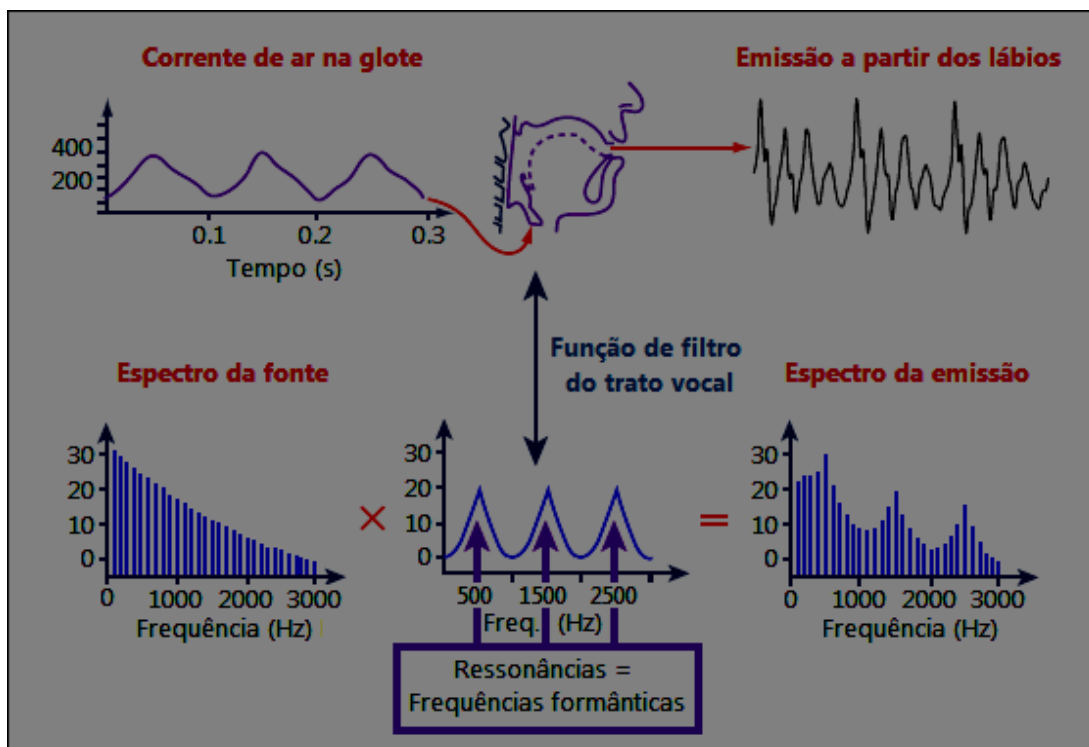 Corrente de ar na glote
Emissão a partir dos lábios
400
200
0.1 0.2 0.3
Tempo (s)
Função de filtro
do trato vocal
Espectro da fonte
Espectro da emissão
30
20
10
0
0 1000 2000 3000
Frequência (Hz)
×
30
20
10
0
500 1500 2500
Freq. (Hz)
=
30
20
10
0
0 1000 2000 3000
Frequência (Hz)
Ressonâncias =
Frequências formânticas